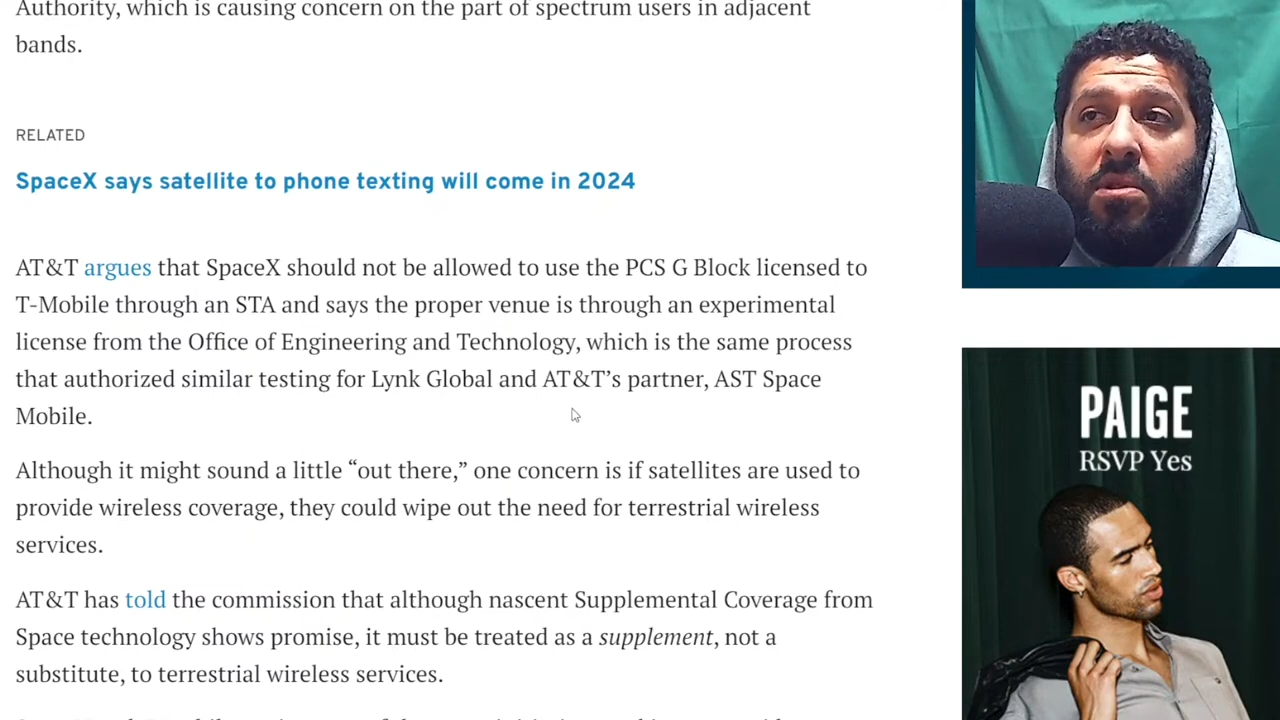 Authority, which is causing concern on the part of spectrum users in adjacent
bands.
RELATED
SpaceX says satellite to phone texting will come in 2024
AT&T argues that SpaceX should not be allowed to use the PCS G Block licensed to
T-Mobile through an STA and says the proper venue is through an experimental
license from the Office of Engineering and Technology, which is the same process
that authorized similar testing for Lynk Global and AT&T’s partner, AST Space
Mobile.
Although it might sound a little “out there,” one concern is if satellites are used to
provide wireless coverage, they could wipe out the need for terrestrial wireless
services.
AT&T has told the commission that although nascent Supplemental Coverage from
Space technology shows promise, it must be treated as a supplement, not a
substitute, to terrestrial wireless services.
PAIGE
RSVP Yes